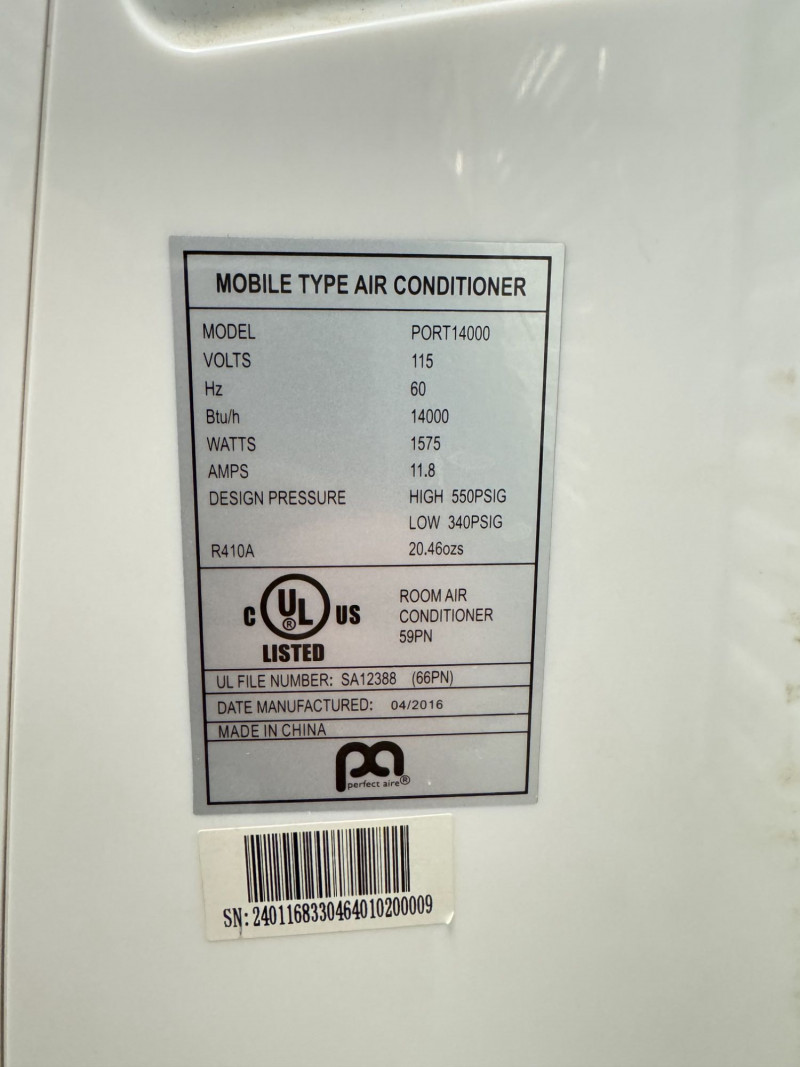 MOBILE TYPE AIR CONDITIONER
MODEL PORT14000
VOLTS 115
Hz 60
Btu/h 14000
WATTS 1575
AMPS 11.8
DESIGN PRESSURE HIGH 550PSIG
LOW 340PSIG
R410A 20.46ozs
C UL® US
LISTED
ROOM AIR
CONDITIONER
59PN
UL FILE NUMBER: SA12388 (66PN)
DATE MANUFACTURED: 04/2016
MADE IN CHINA
pa
perfect aire®
SN: 2401168330464010200009